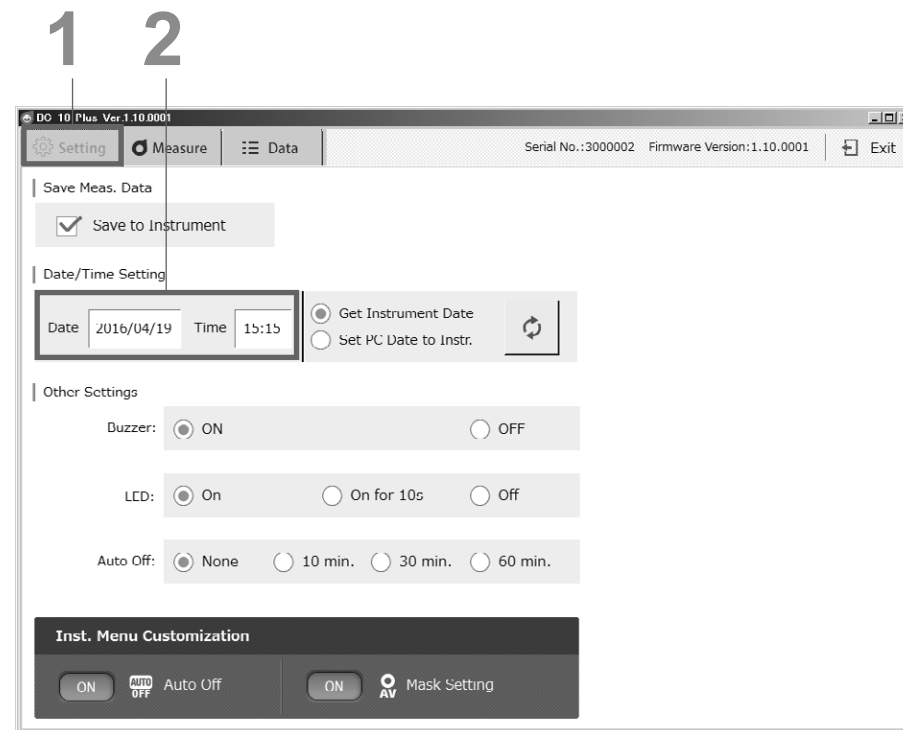 1 2
DC 10 Plus Ver.1.10.0001
Setting Measure Data Serial No.:3000002 Firmware Version:1.10.0001 Exit
Save Meas. Data
Save to Instrument
Date/Time Setting
Date 2016/04/19 Time 15:15
Get Instrument Date
Set PC Date to Instr.
Other Settings
Buzzer: ON OFF
LED: On On for 10s Off
Auto Off: None 10 min. 30 min. 60 min.
Inst. Menu Customization
ON AUTO OFF Auto Off ON AV Mask Setting